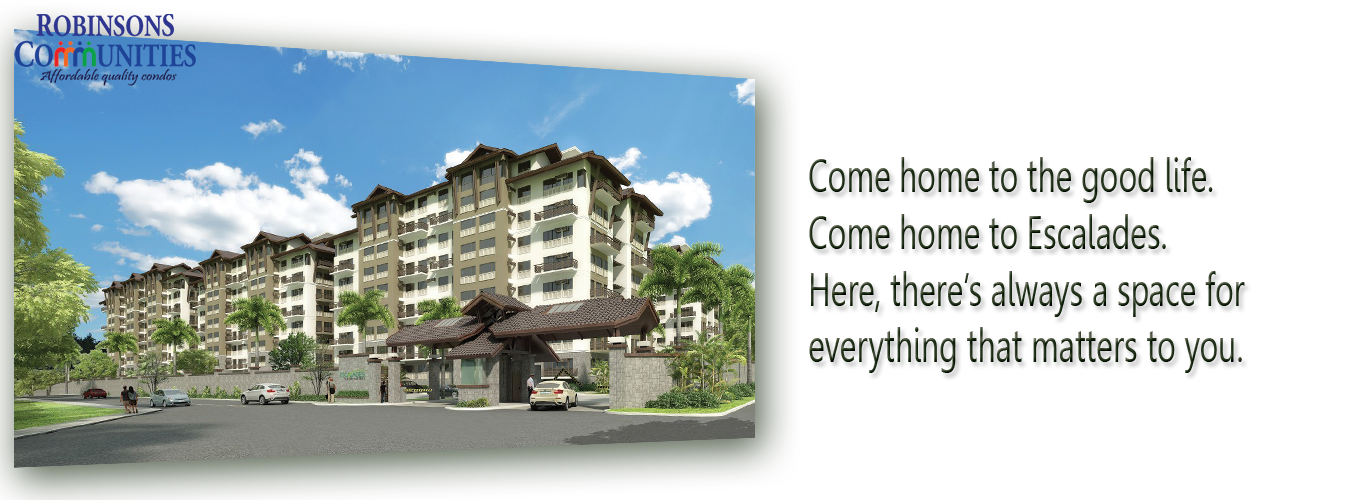 ROBINSONS
COMMUNITIES
Affordable quality condos
Come home to the good life.
Come home to Escalades.
Here, there's always a space for
everything that matters to you.